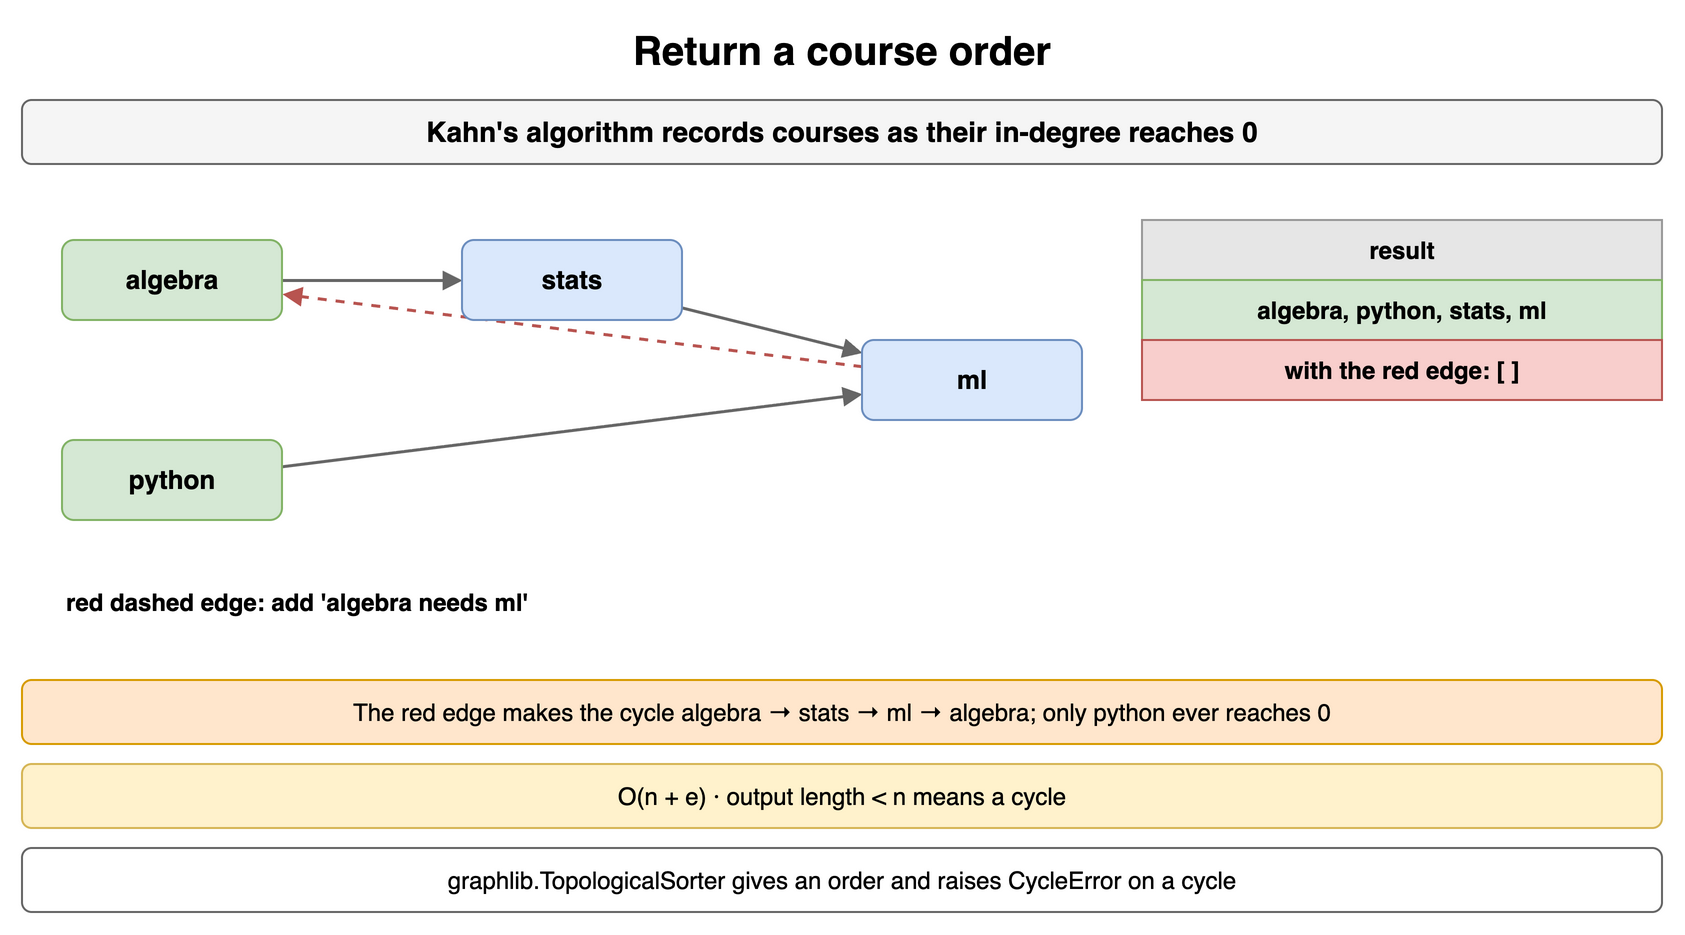 Return a course order
Kahn's algorithm records courses as their in-degree reaches 0
algebra
stats
ml
python
result
algebra, python, stats, ml
with the red edge: [ ]
red dashed edge: add 'algebra needs ml'
The red edge makes the cycle algebra → stats → ml → algebra; only python ever reaches 0
O(n + e) · output length < n means a cycle
graphlib.TopologicalSorter gives an order and raises CycleError on a cycle